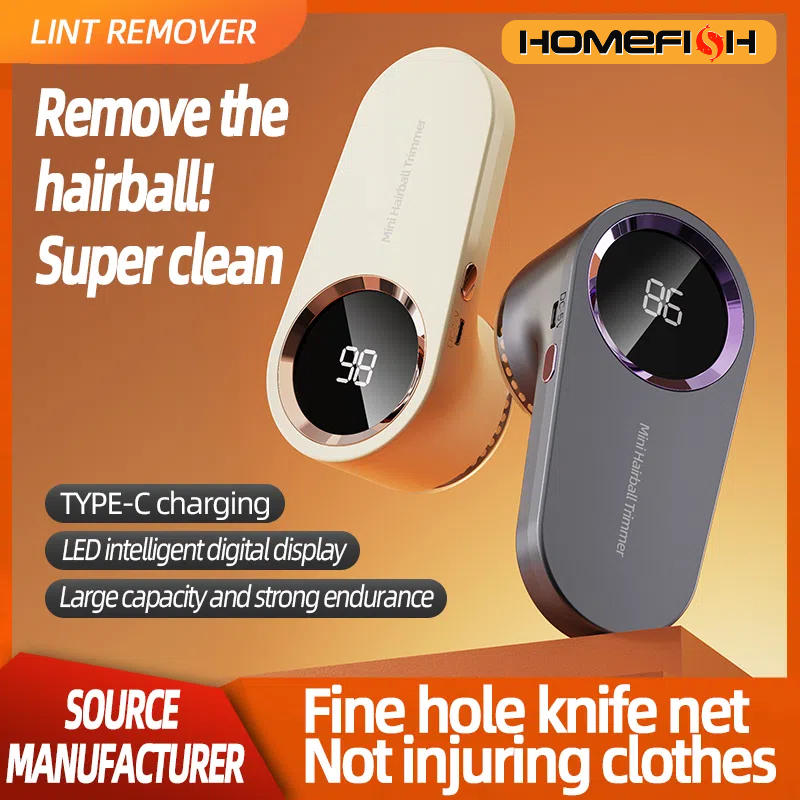 LINT REMOVER
HOMEFISH
Remove the
hairball!
Super clean
Mini Hairball Trimmer
98
DC 5V
86
Mini Hairball Trimmer
TYPE-C charging
LED intelligent digital display
Large capacity and strong endurance
SOURCE
MANUFACTURER
Fine hole knife net
Not injuring clothes